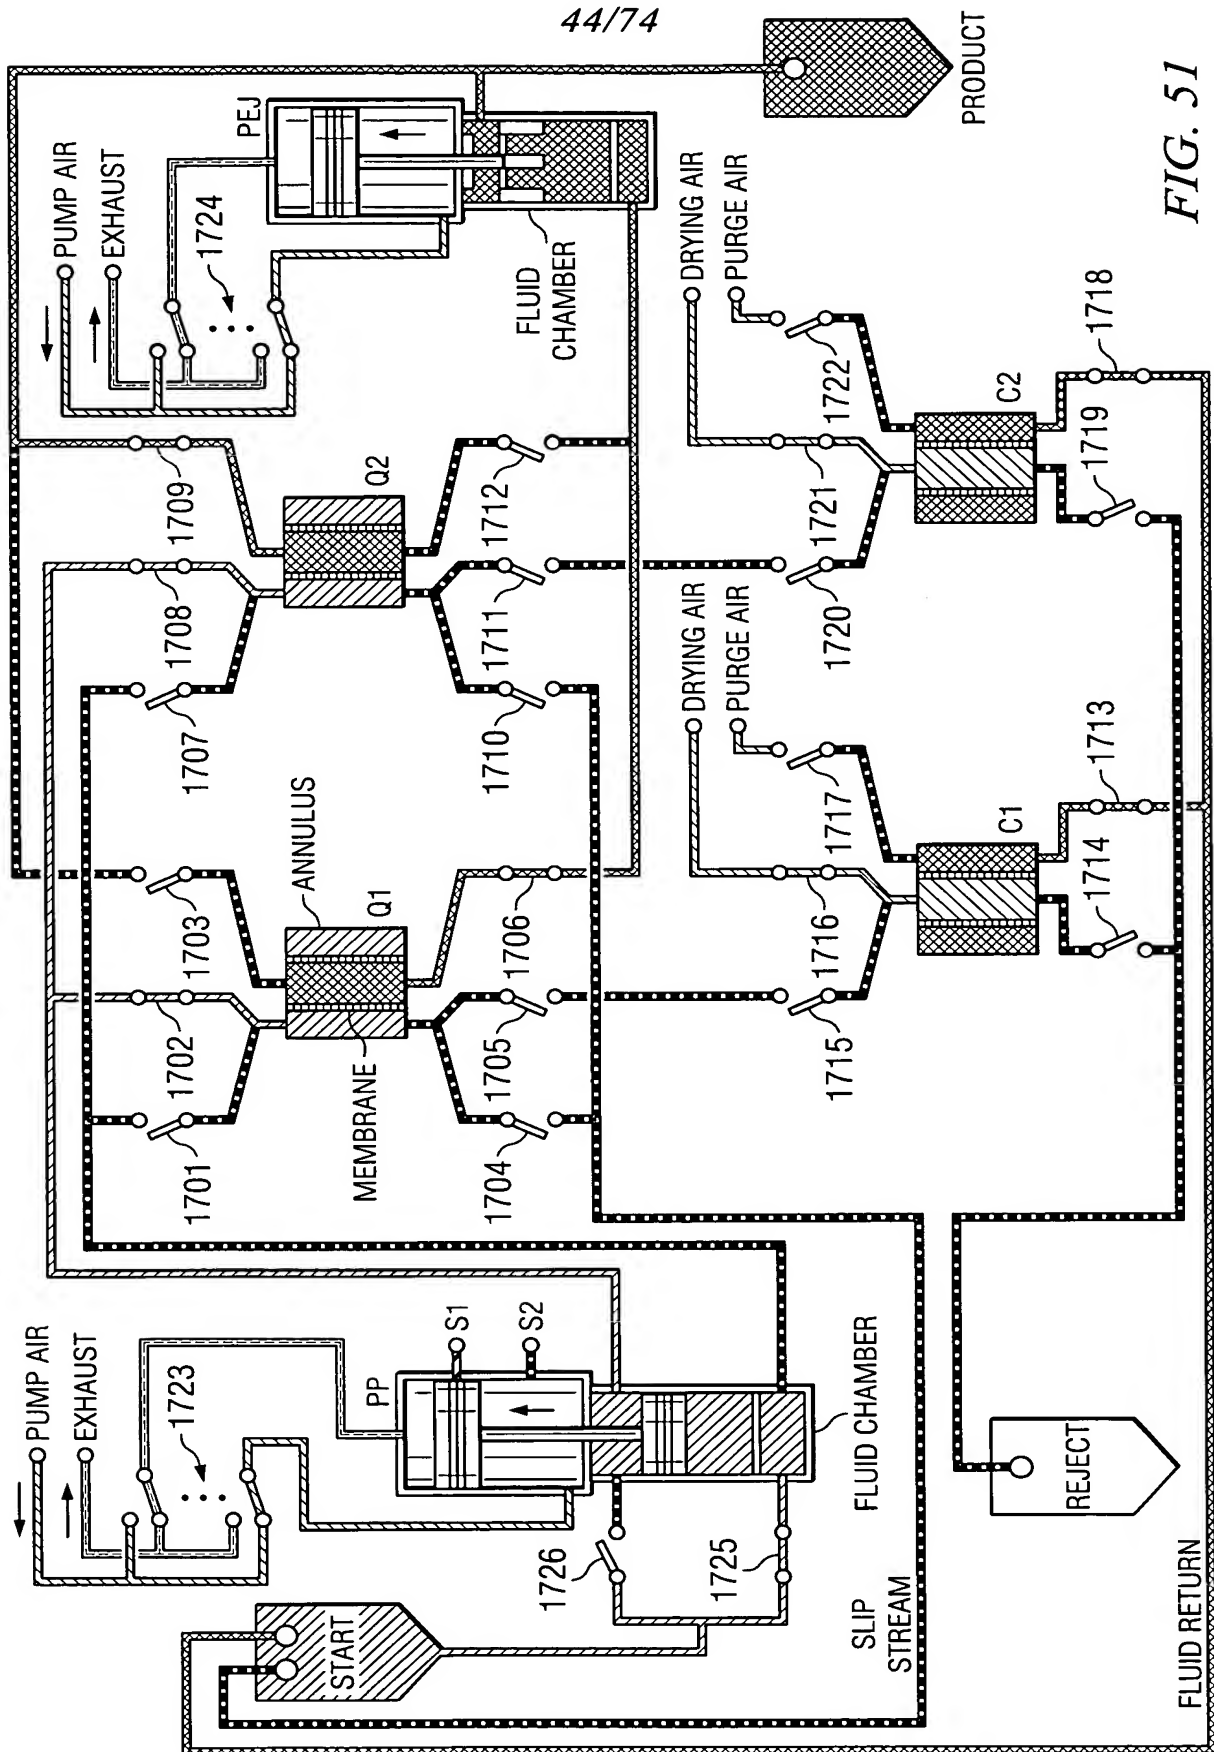 44/74
PUMP AIR
EXHAUST
1723
START
1726
1725
PP
S1
S2
FLUID CHAMBER
SLIP
STREAM
REJECT
FLUID RETURN
1701
1702
1703
MEMBRANE
ANNULUS
Q1
1704
1705
1706
1707
1708
1709
Q2
1710
1711
1712
PUMP AIR
EXHAUST
1724
PEJ
FLUID
CHAMBER
PRODUCT
DRYING AIR
PURGE AIR
1715
1716
1717
C1
1714
1713
DRYING AIR
PURGE AIR
1720
1721
1722
C2
1719
1718
FIG. 51